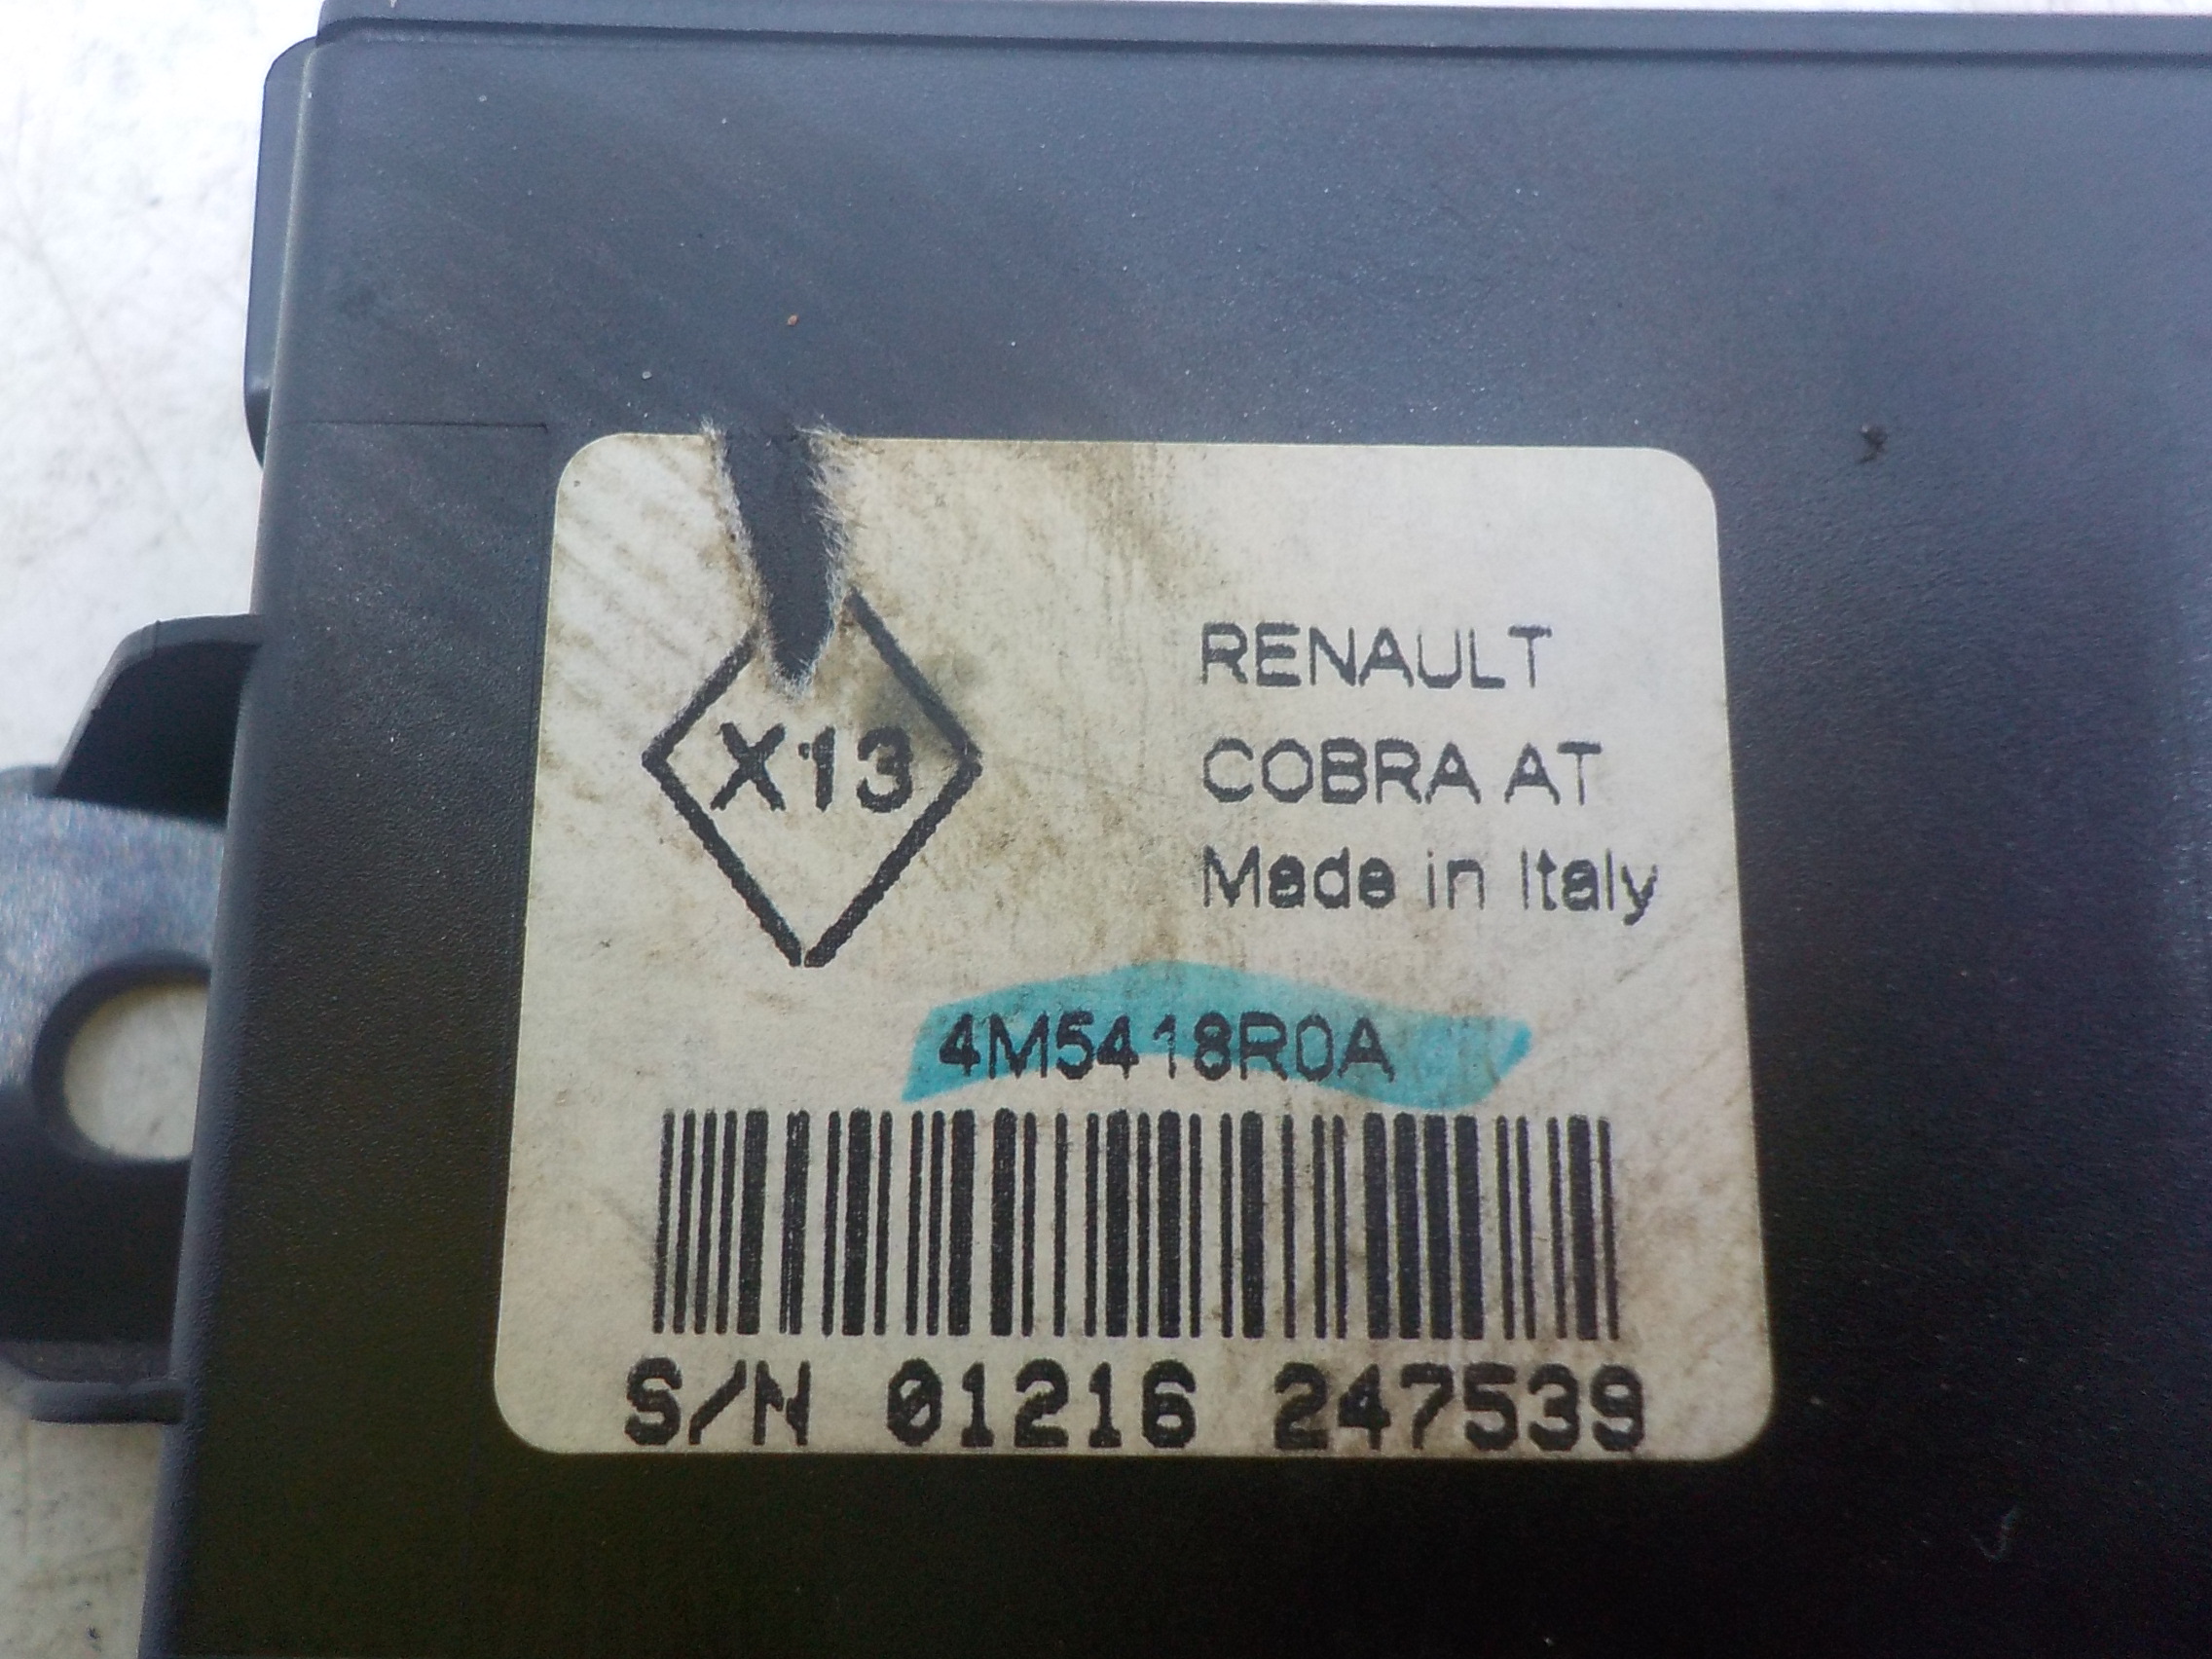 X13
RENAULT
COBRA AT
Made in Italy
4M5418R0A
S/N 01216 247539